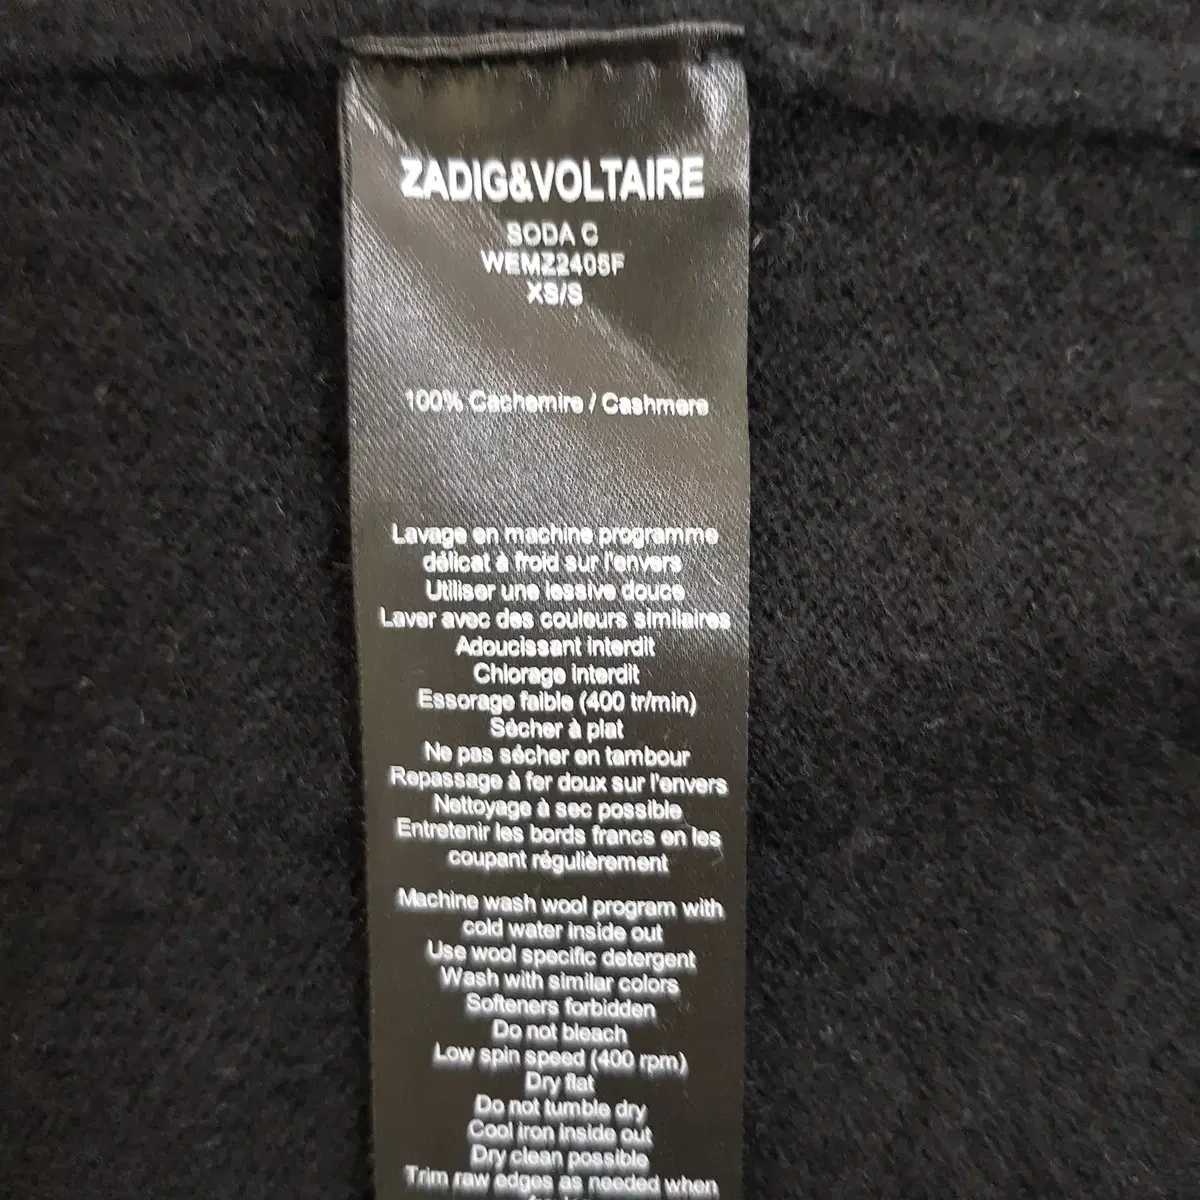 ZADIG&VOLTAIRE
SODA C
WEMZ2405F
XS/S
100% Cachemire / Cashmere
Lavage en machine programme
délicat à froid sur l'envers
Utiliser une lessive douce
Laver avec des couleurs similaires
Adoucissant interdit
Chlorage interdit
Essorage faible (400 tr/min)
Sécher à plat
Ne pas sécher en tambour
Repassage à fer doux sur l'envers
Nettoyage à sec possible
Entretenir les bords francs en les
coupant régulièrement
Machine wash wool program with
cold water inside out
Use wool specific detergent
Wash with similar colors
Softeners forbidden
Do not bleach
Low spin speed (400 rpm)
Dry flat
Do not tumble dry
Cool iron inside out
Dry clean possible
Trim raw edges as needed when